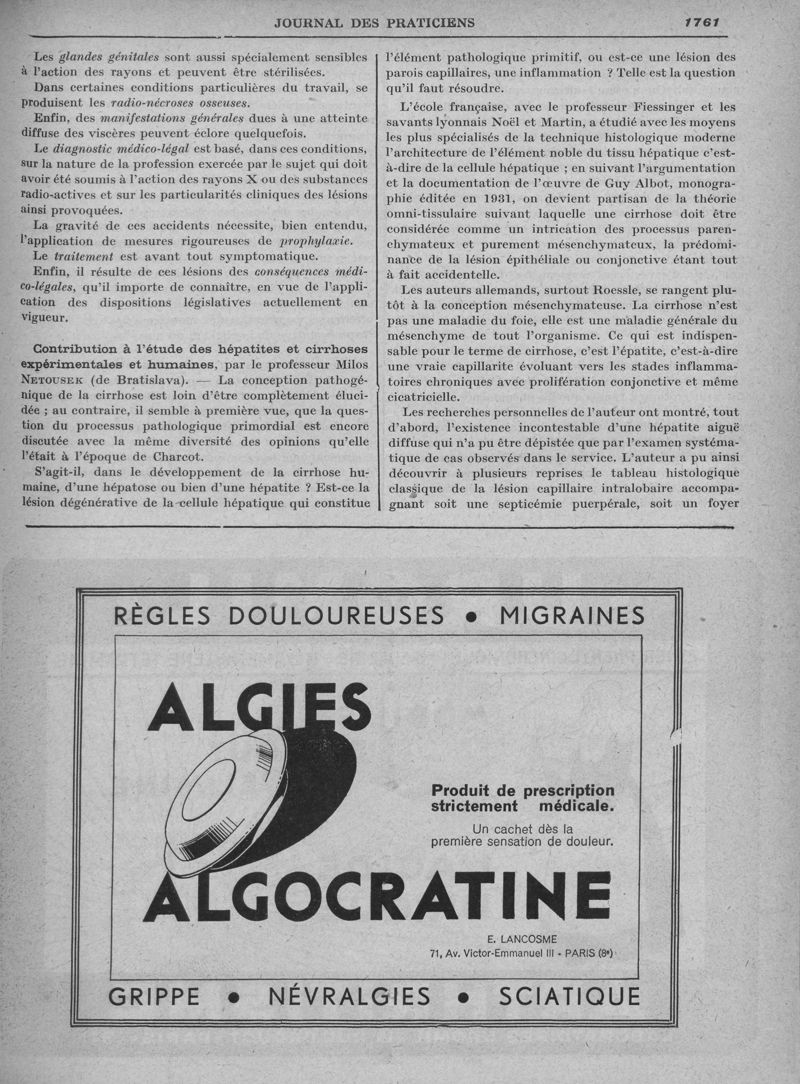 JOURNAL DES PRATICIENS 1761
Les glandes génitales sont aussi spécialement sensibles
à l'action des rayons et peuvent être stérilisées.
Dans certaines conditions particulières du travail, se
produisent les radio-nécroses osseuses.
Enfin, des manifestations générales dues à une atteinte
diffuse des viscères peuvent éclore quelquefois.
Le diagnostic médico-légal est basé, dans ces conditions,
sur la nature de la profession exercée par le sujet qui doit
avoir été soumis à l'action des rayons X ou des substances
radio-actives et sur les particularités cliniques des lésions
ainsi provoquées.
La gravité de ces accidents nécessite, bien entendu,
l'application de mesures rigoureuses de prophylaxie.
Le traitement est avant tout symptomatique.
Enfin, il résulte de ces lésions des conséquences médi-
co-légales, qu'il importe de connaître, en vue de l'appli-
cation des dispositions législatives actuellement en
vigueur.
Contribution à l'étude des hépatites et cirrhoses
expérimentales et humaines, par le professeur Milos
NETOUSEK (de Bratislava). — La conception pathogé-
nique de la cirrhose est loin d'être complètement éluci-
dée ; au contraire, il semble à première vue, que la ques-
tion du processus pathologique primordial est encore
discutée avec la même diversité des opinions qu'elle
l'était à l'époque de Charcot.
S'agit-il, dans le développement de la cirrhose hu-
maine, d'une hépatose ou bien d'une hépatite ? Est-ce la
lésion dégénérative de la cellule hépatique qui constitue
l'élément pathologique primitif, ou est-ce une lésion des
parois capillaires, une inflammation ? Telle est la question
qu'il faut résoudre.
L'école française, avec le professeur Fiessinger et les
savants lyonnais Noël et Martin, a étudié avec les moyens
les plus spécialisés de la technique histologique moderne
l'architecture de l'élément noble du tissu hépatique c'est-
à-dire de la cellule hépatique ; en suivant l'argumentation
et la documentation de l'œuvre de Guy Albot, monogra-
phie éditée en 1931, on devient partisan de la théorie
omni-tissulaire suivant laquelle une cirrhose doit être
considérée comme un intrication des processus paren-
chymateux et purement mésenchymateux, la prédomi-
nance de la lésion épithéliale ou conjonctive étant tout
à fait accidentelle.
Les auteurs allemands, surtout Roessle, se rangent plu-
tôt à la conception mésenchymateuse. La cirrhose n'est
pas une maladie du foie, elle est une maladie générale du
mésenchyme de tout l'organisme. Ce qui est indispen-
sable pour le terme de cirrhose, c'est l'épatite, c'est-à-dire
une vraie capillarite évoluant vers les stades inflamma-
toires chroniques avec prolifération conjonctive et même
cicatricielle.
Les recherches personnelles de l'auteur ont montré, tout
d'abord, l'existence incontestable d'une hépatite aiguë
diffuse qui n'a pu être dépistée que par l'examen systéma-
tique de cas observés dans le service. L'auteur a pu ainsi
découvrir à plusieurs reprises le tableau histologique
classique de la lésion capillaire intralobaire accompa-
gnant soit une septicémie puerpérale, soit un foyer
RÈGLES DOULOUREUSES • MIGRAINES
ALGIES
Produit de prescription
strictement médicale.
Un cachet dès la
première sensation de douleur.
ALGOCRATINE
E. LANCOSME
71, Av. Victor-Emmanuel III - PARIS (8e)
GRIPPE • NÉVRALGIES • SCIATIQUE